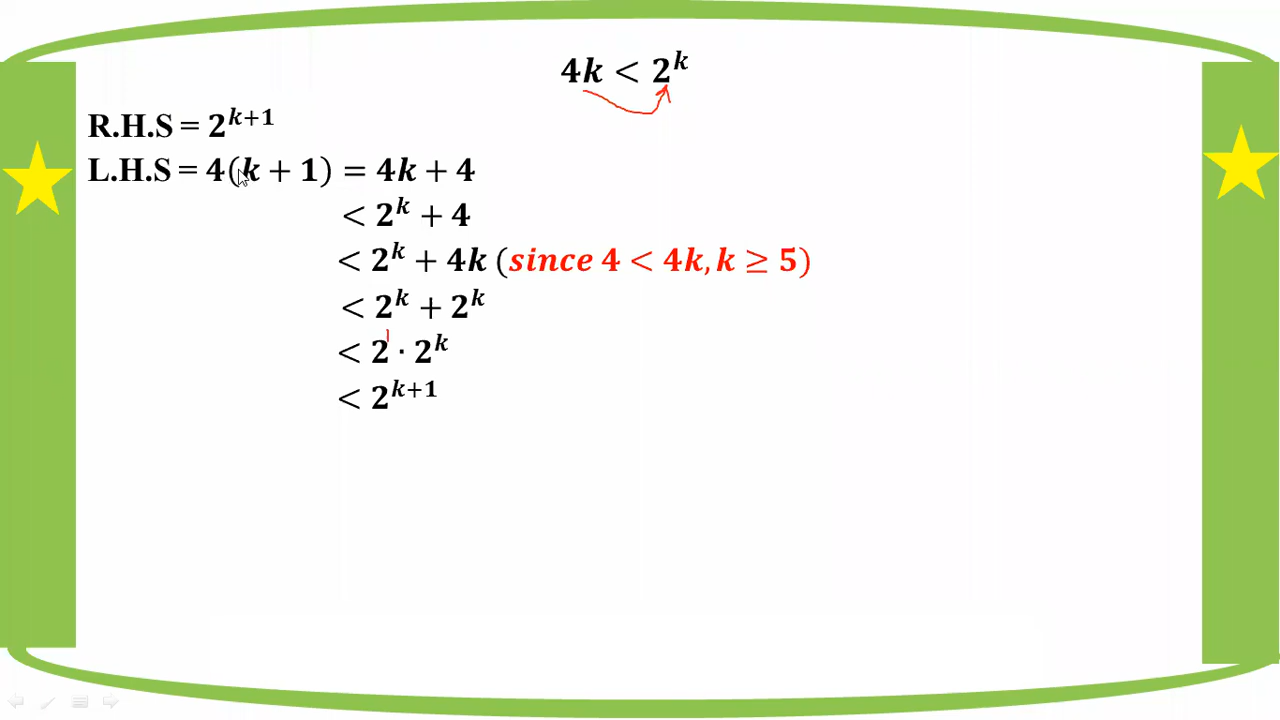 4k < 2^k
R.H.S = 2^{k+1}
L.H.S = 4(k + 1) = 4k + 4
< 2^k + 4
< 2^k + 4k (since 4 < 4k, k ≥ 5)
< 2^k + 2^k
< 2^1 · 2^k
< 2^{k+1}